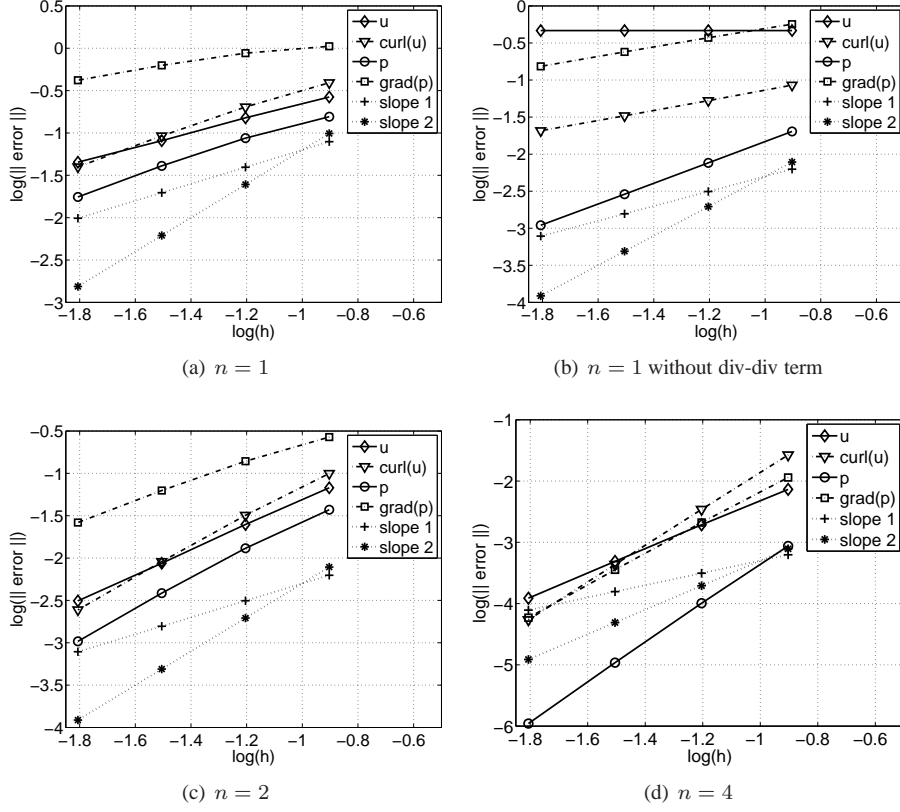 0.5
0
−0.5
−1
−1.5
−2
−2.5
−3
−1.8 −1.6 −1.4 −1.2 −1 −0.8 −0.6
log(h)
log(|| error ||)
u
curl(u)
p
grad(p)
slope 1
slope 2
(a) n = 1
−0
−0.5
−1
−1.5
−2
−2.5
−3
−3.5
−4
−1.8 −1.6 −1.4 −1.2 −1 −0.8 −0.6
log(h)
log(|| error ||)
u
curl(u)
p
grad(p)
slope 1
slope 2
(b) n = 1 without div-div term
−0.5
−1
−1.5
−2
−2.5
−3
−3.5
−4
−1.8 −1.6 −1.4 −1.2 −1 −0.8 −0.6
log(h)
log(|| error ||)
u
curl(u)
p
grad(p)
slope 1
slope 2
(c) n = 2
−1
−2
−3
−4
−5
−6
−1.8 −1.6 −1.4 −1.2 −1 −0.8 −0.6
log(h)
log(|| error ||)
u
curl(u)
p
grad(p)
slope 1
slope 2
(d) n = 4